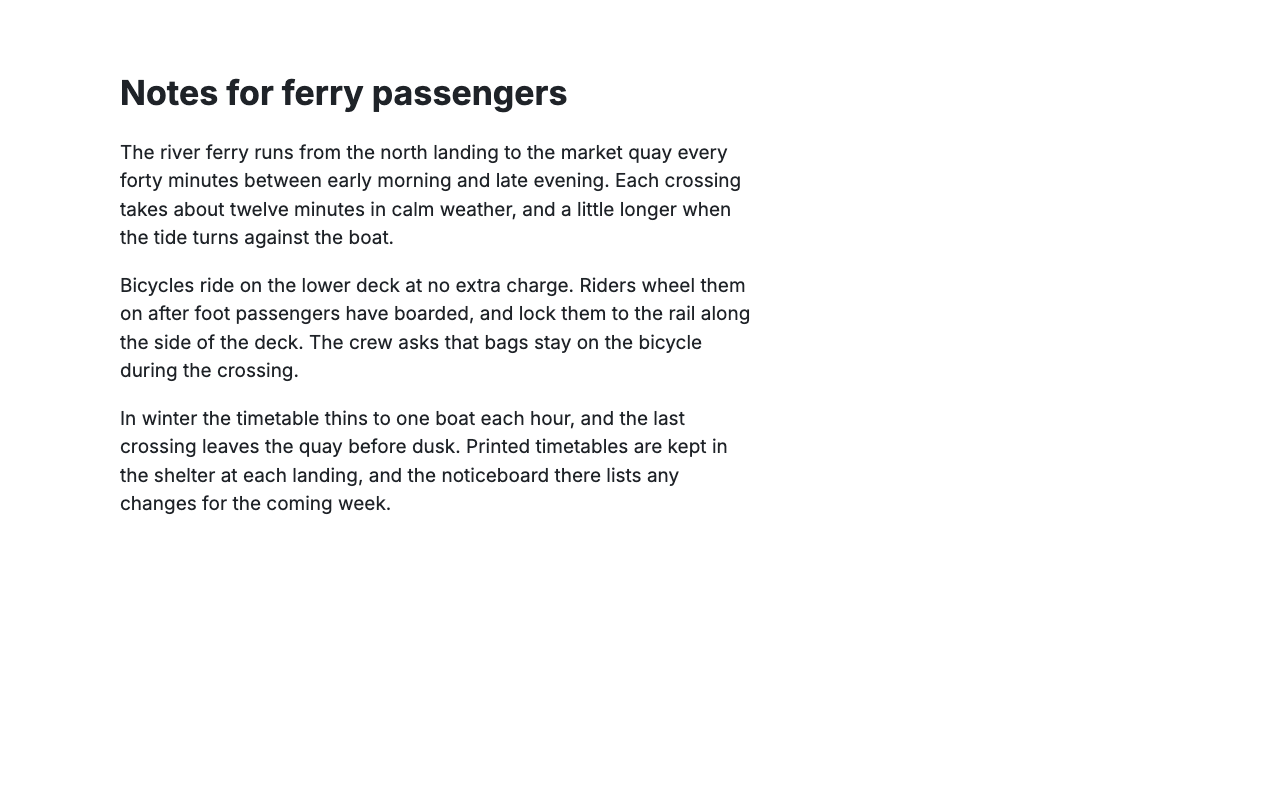 Notes for ferry passengers
The river ferry runs from the north landing to the market quay every
forty minutes between early morning and late evening. Each crossing
takes about twelve minutes in calm weather, and a little longer when
the tide turns against the boat.
Bicycles ride on the lower deck at no extra charge. Riders wheel them
on after foot passengers have boarded, and lock them to the rail along
the side of the deck. The crew asks that bags stay on the bicycle
during the crossing.
In winter the timetable thins to one boat each hour, and the last
crossing leaves the quay before dusk. Printed timetables are kept in
the shelter at each landing, and the noticeboard there lists any
changes for the coming week.